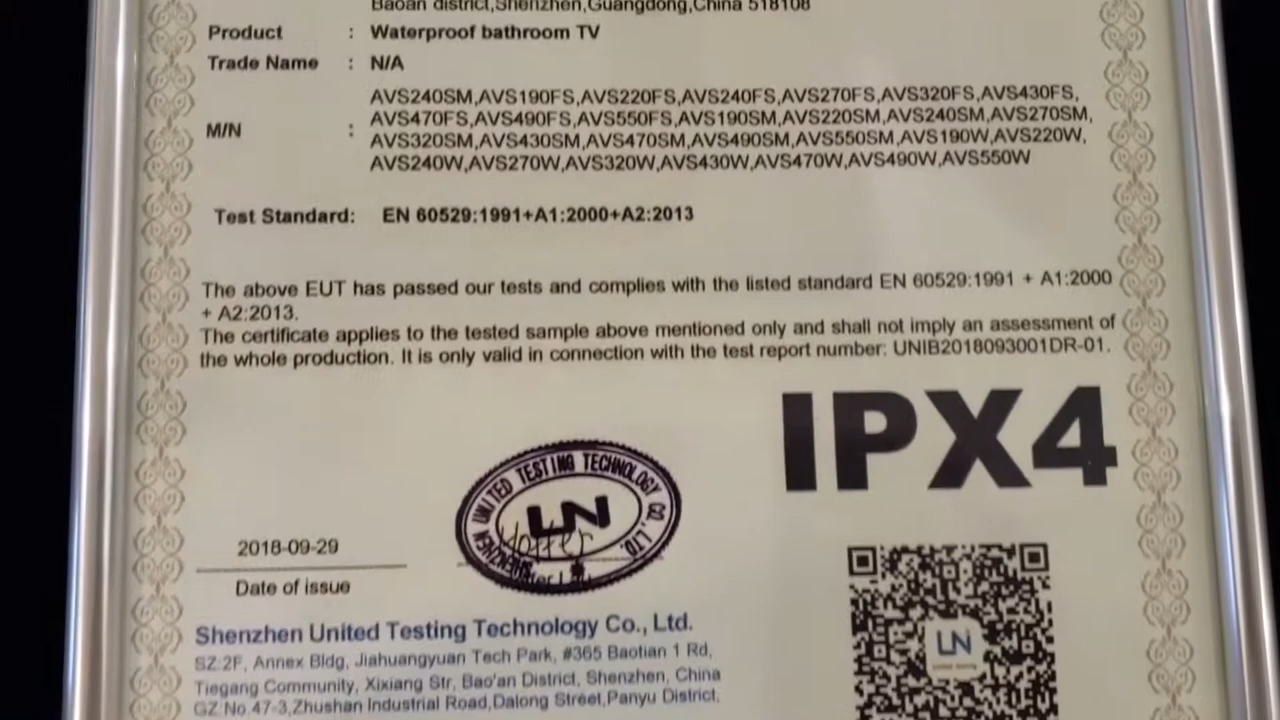 Baoan district,Shenzhen,Guangdong,China 518108
Product : Waterproof bathroom TV
Trade Name : N/A
M/N : AVS240SM,AVS190FS,AVS220FS,AVS240FS,AVS270FS,AVS320FS,AVS430FS,
AVS470FS,AVS490FS,AVS550FS,AVS190SM,AVS220SM,AVS240SM,AVS270SM,
AVS320SM,AVS430SM,AVS470SM,AVS490SM,AVS550SM,AVS190W,AVS220W,
AVS240W,AVS270W,AVS320W,AVS430W,AVS470W,AVS490W,AVS550W
Test Standard: EN 60529:1991+A1:2000+A2:2013
The above EUT has passed our tests and complies with the listed standard EN 60529:1991 + A1:2000
+ A2:2013.
The certificate applies to the tested sample above mentioned only and shall not imply an assessment of
the whole production. It is only valid in connection with the test report number: UNIB2018093001DR-01.
IPX4
SHENZHEN UNITED TESTING TECHNOLOGY CO., LTD.
LN
2018-09-29
Date of issue
LN
Shenzhen United Testing Technology Co., Ltd.
SZ:2F, Annex Bldg, Jiahuangyuan Tech Park, #365 Baotian 1 Rd,
Tiegang Community, Xixiang Str, Bao'an District, Shenzhen, China
GZ:No.47-3,Zhushan Industrial Road,Dalong Street,Panyu District,